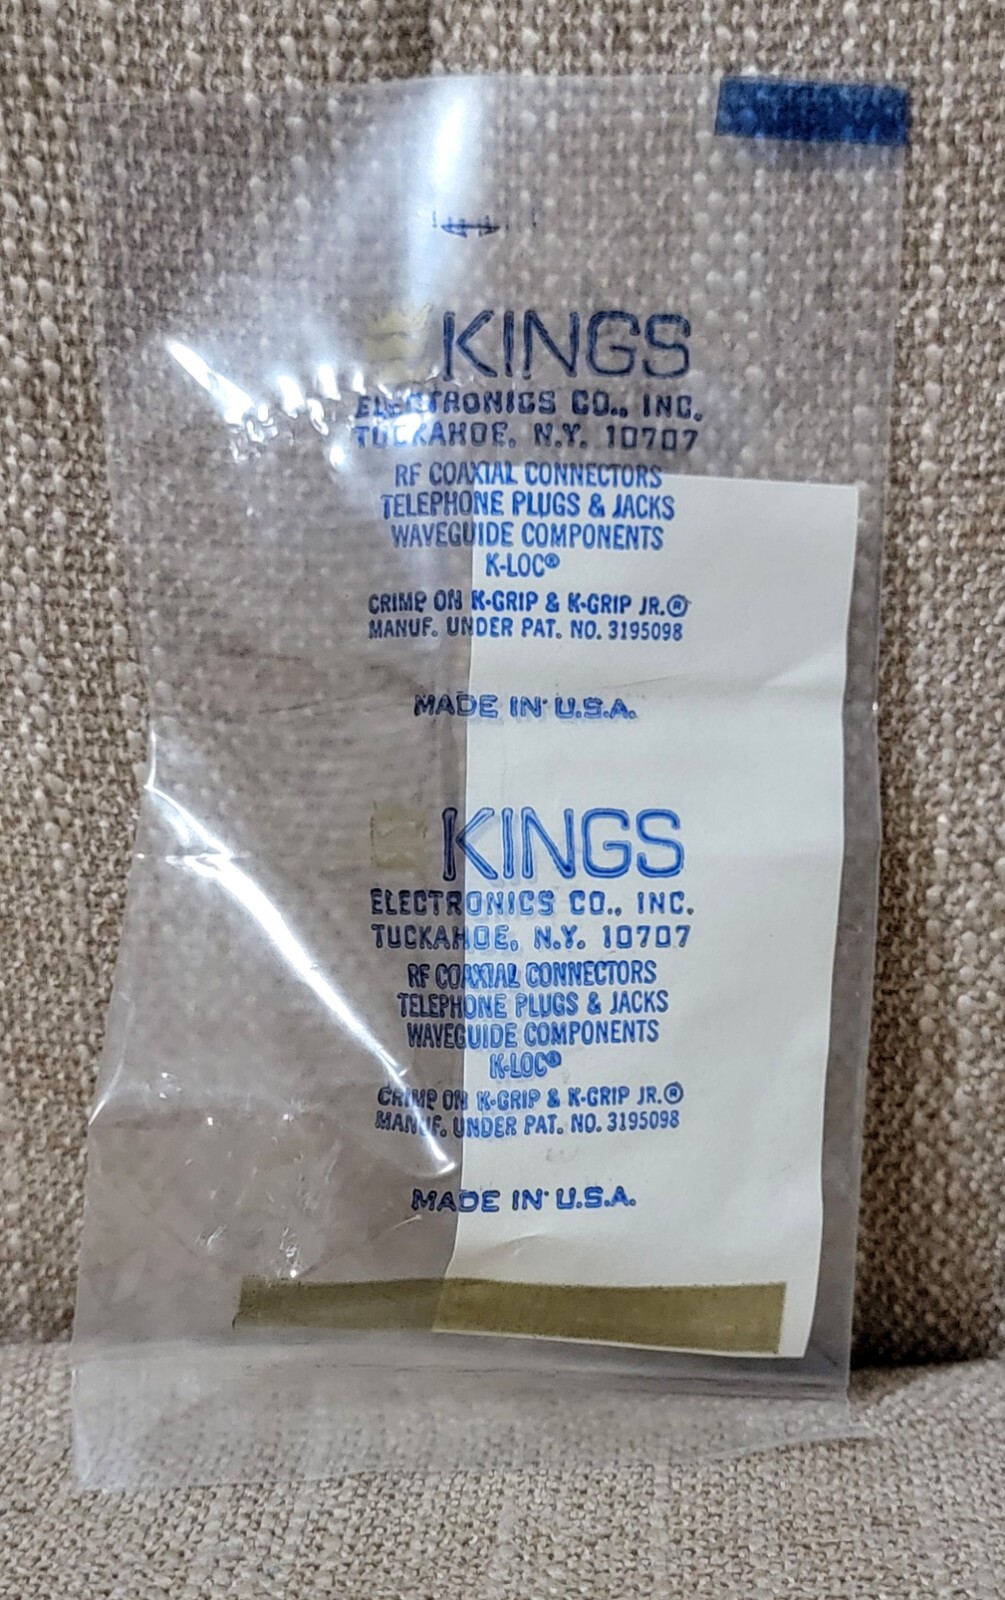 KINGS
ELECTRONICS CO., INC.
TUCKAHOE, N.Y. 10707
RF COAXIAL CONNECTORS
TELEPHONE PLUGS & JACKS
WAVEGUIDE COMPONENTS
K-LOC®
CRIMP ON K-GRIP & K-GRIP JR.®
MANUF. UNDER PAT. NO. 3195098
MADE IN U.S.A.
KINGS
ELECTRONICS CO., INC.
TUCKAHOE, N.Y. 10707
RF COAXIAL CONNECTORS
TELEPHONE PLUGS & JACKS
WAVEGUIDE COMPONENTS
K-LOC®
CRIMP ON K-GRIP & K-GRIP JR.®
MANUF. UNDER PAT. NO. 3195098
MADE IN U.S.A.